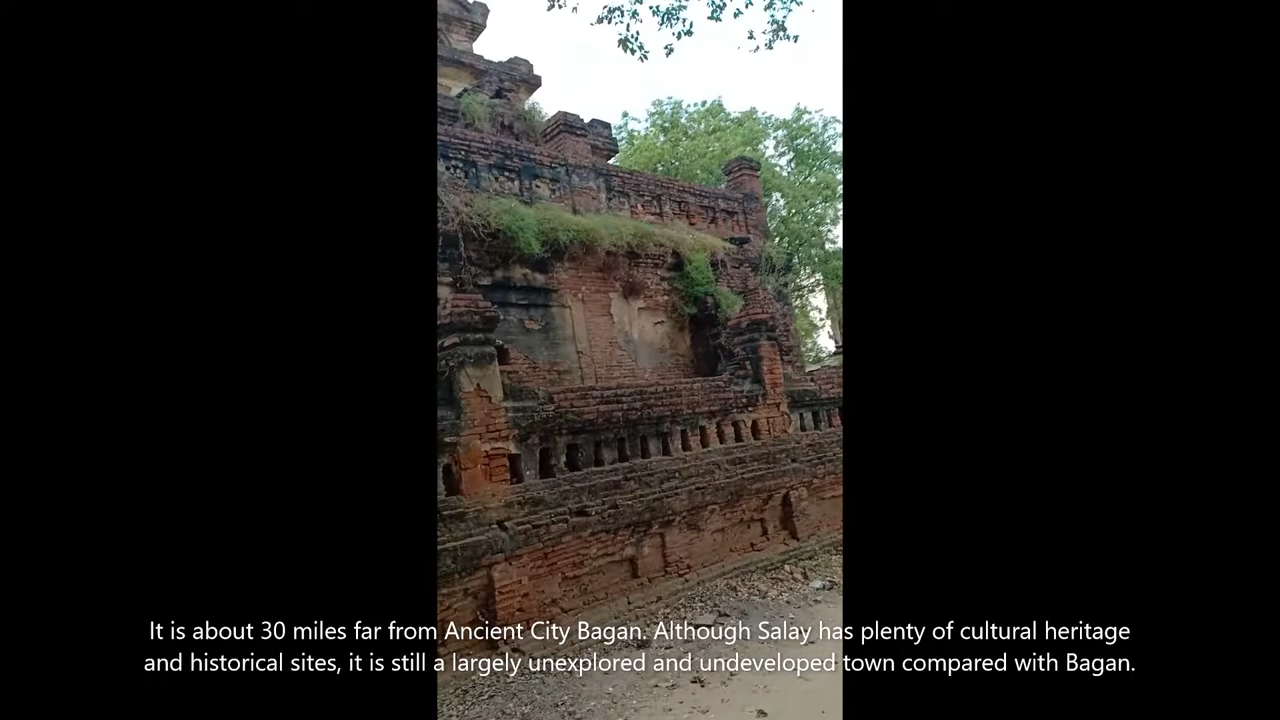 It is about 30 miles far from Ancient City Bagan. Although Salay has plenty of cultural heritage
and historical sites, it is still a largely unexplored and undeveloped town compared with Bagan.